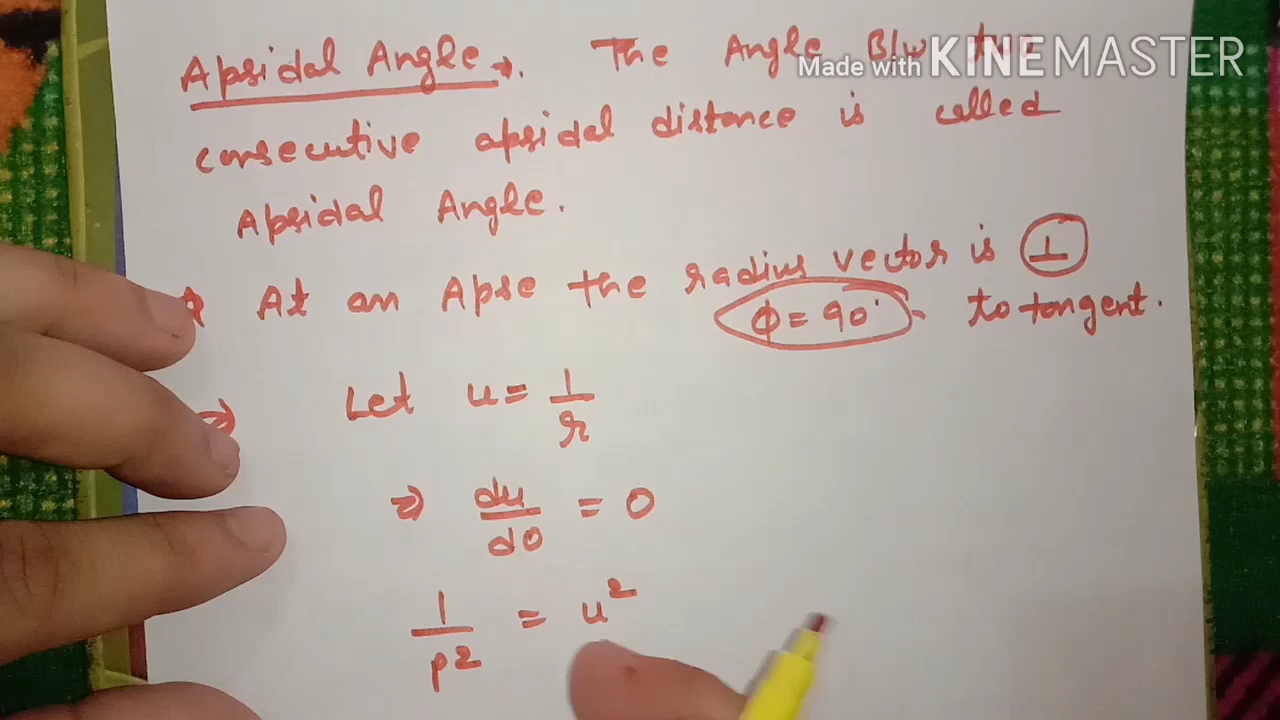 Apsidal Angle →. The Angle B/w two
Made with KINEMASTER
consecutive apsidal distance is called
Apsidal Angle.
At an Apse the radius vector is ⊥
ϕ = 90° to tangent.
⇒ Let u = 1/r
⇒ du/dθ = 0
1/p2 = u²